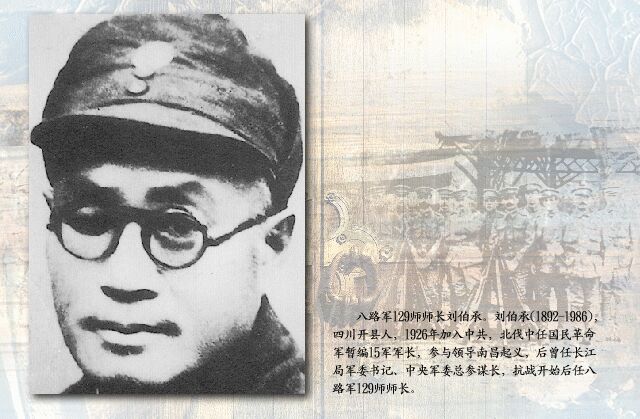 八路军129师师长刘伯承。刘伯承(1892-1986),
四川开县人，1926年加入中共，北伐中任国民革命
军暂编15军军长，参与领导南昌起义，后曾任长江
局军委书记、中央军委总参谋长，抗战开始后任八
路军129师师长。